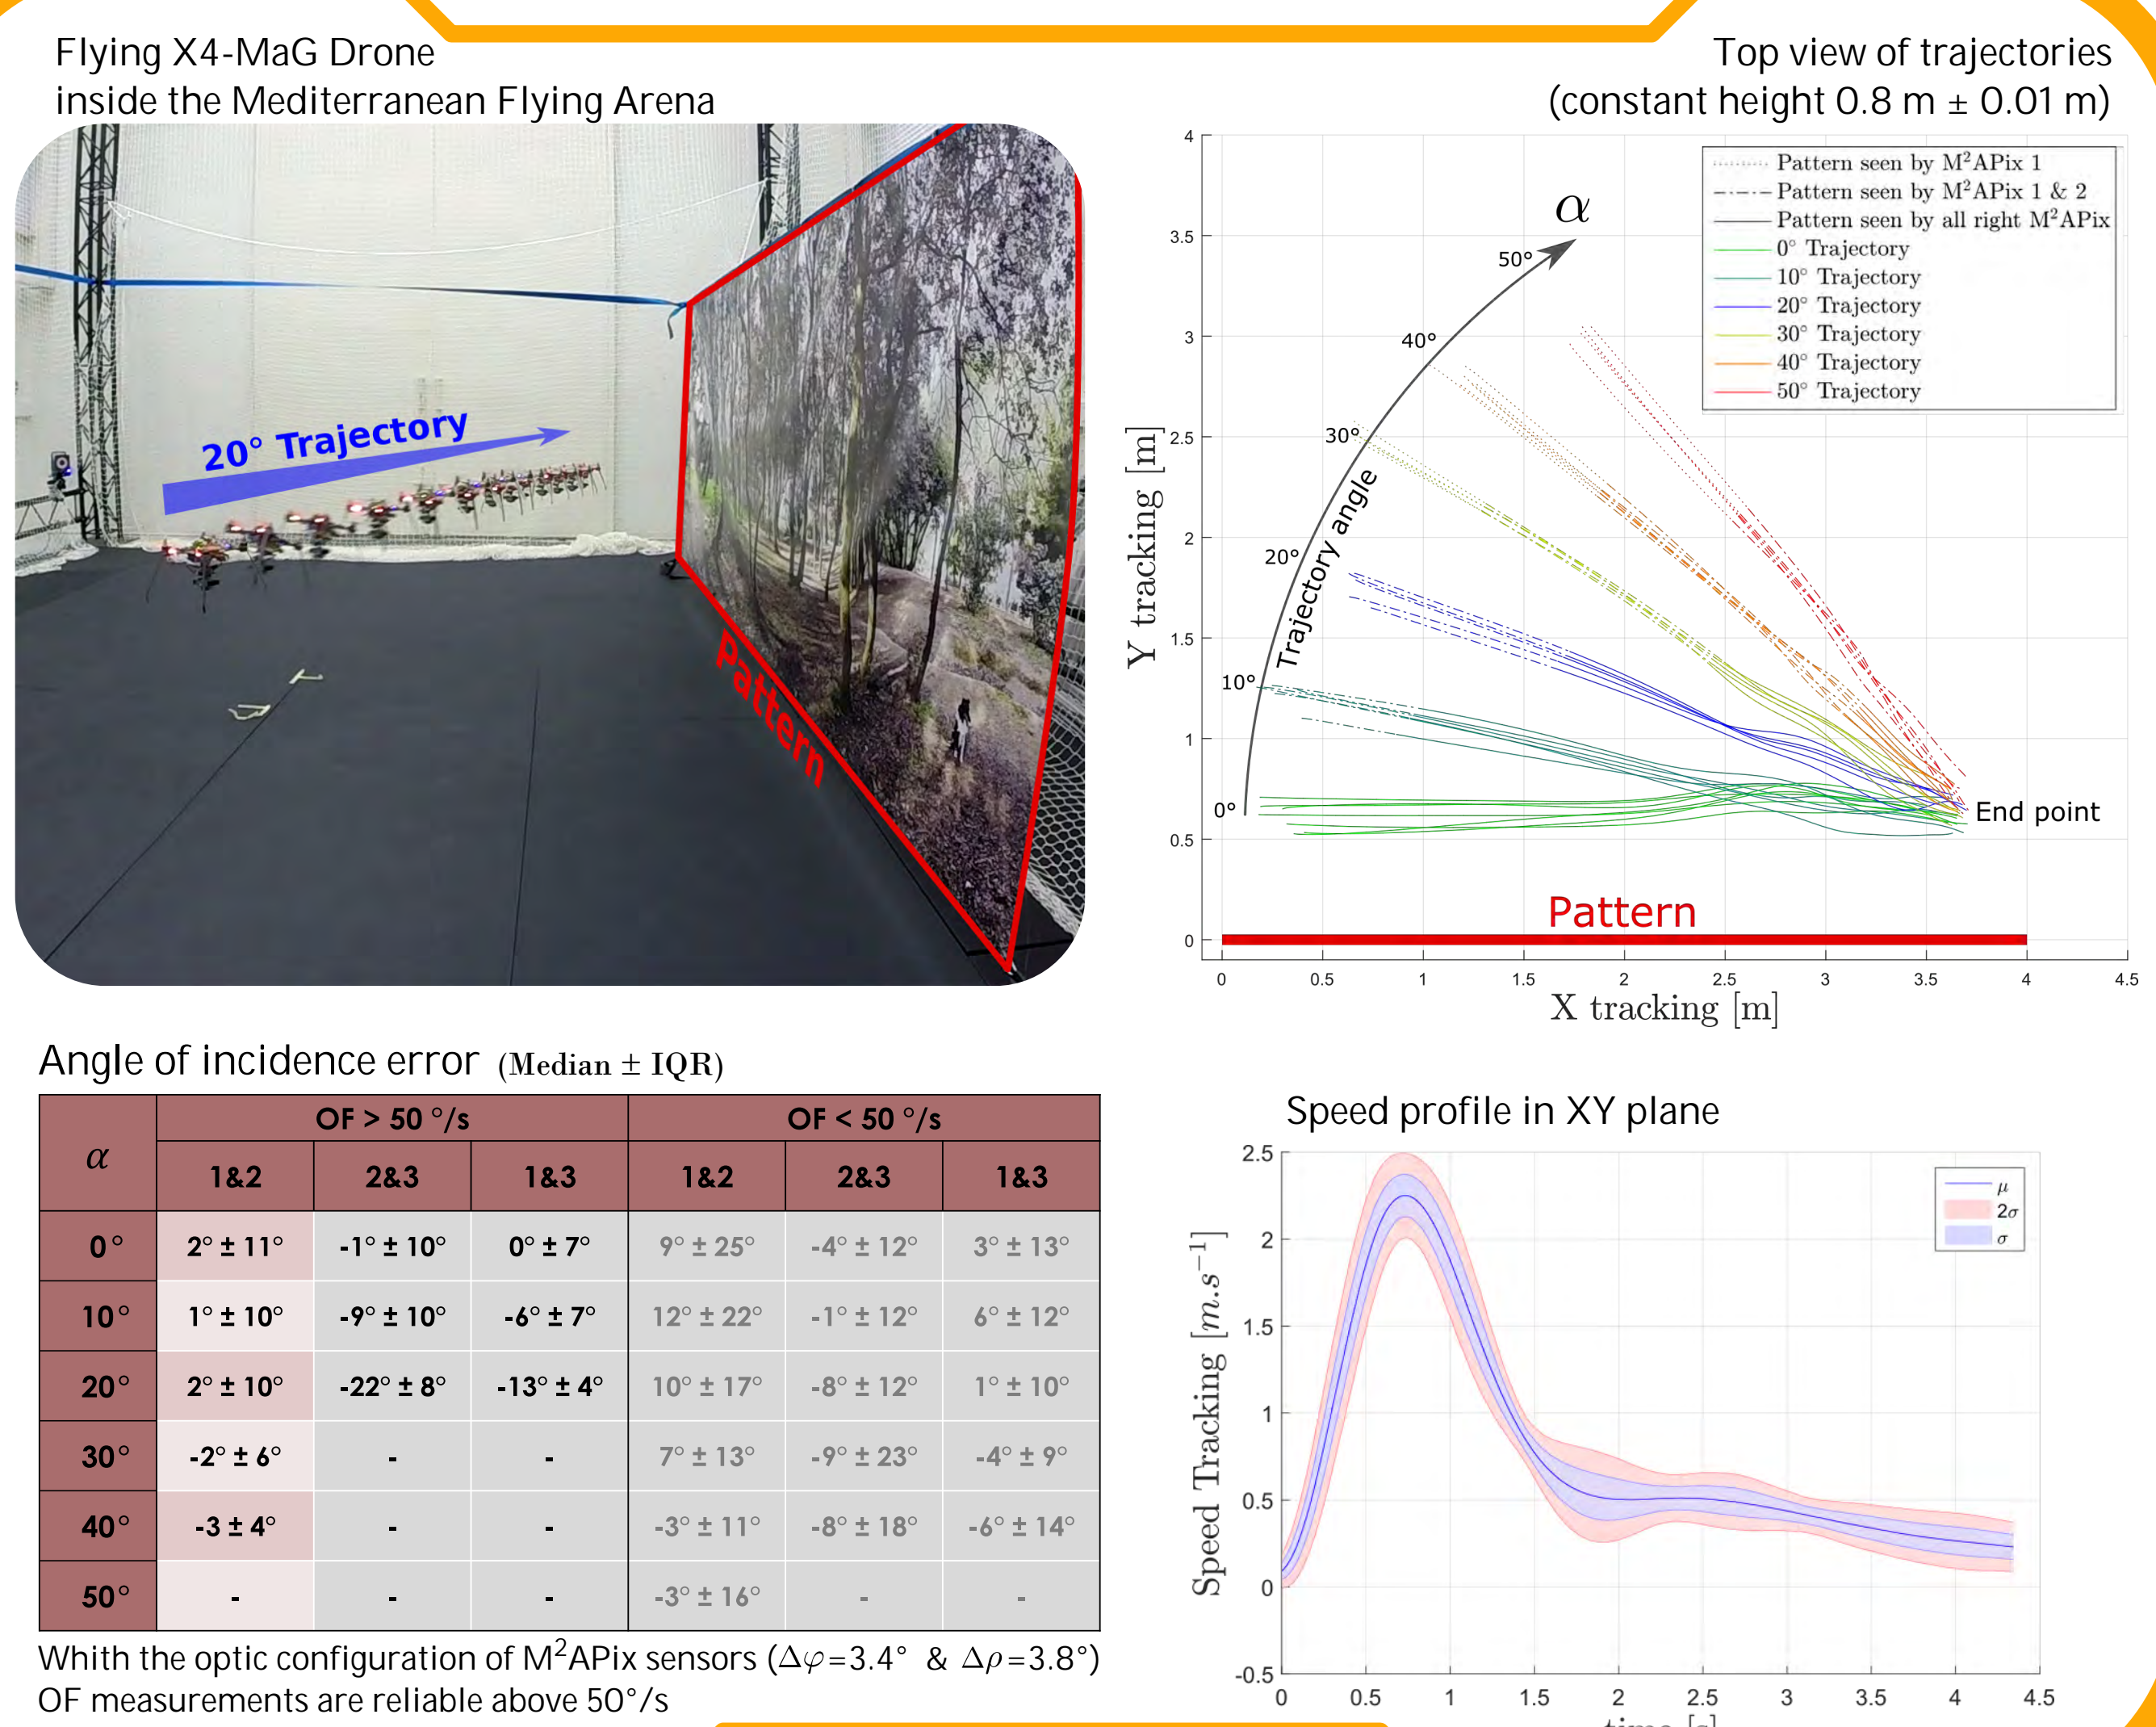 Flying X4-MaG Drone
inside the Mediterranean Flying Arena
20° Trajectory
Pattern
Top view of trajectories
(constant height 0.8 m ± 0.01 m)
Pattern seen by M²APix 1
Pattern seen by M²APix 1 & 2
Pattern seen by all right M²APix
0° Trajectory
10° Trajectory
20° Trajectory
30° Trajectory
40° Trajectory
50° Trajectory
α
50°
40°
30°
20°
10°
0°
Trajectory angle
End point
Pattern
Y tracking [m]
4
3.5
3
2.5
2
1.5
1
0.5
0
0 0.5 1 1.5 2 2.5 3 3.5 4 4.5
X tracking [m]
Angle of incidence error (Median ± IQR)
α OF > 50 °/s OF < 50 °/s
1&2 2&3 1&3 1&2 2&3 1&3
0° 2° ± 11° -1° ± 10° 0° ± 7° 9° ± 25° -4° ± 12° 3° ± 13°
10° 1° ± 10° -9° ± 10° -6° ± 7° 12° ± 22° -1° ± 12° 6° ± 12°
20° 2° ± 10° -22° ± 8° -13° ± 4° 10° ± 17° -8° ± 12° 1° ± 10°
30° -2° ± 6° - - 7° ± 13° -9° ± 23° -4° ± 9°
40° -3 ± 4° - - -3° ± 11° -8° ± 18° -6° ± 14°
50° - - - -3° ± 16° - -
Whith the optic configuration of M²APix sensors (Δφ=3.4° & Δρ=3.8°)
OF measurements are reliable above 50°/s
Speed profile in XY plane
μ
2σ
σ
Speed Tracking [m.s⁻¹]
2.5
2
1.5
1
0.5
0
-0.5
0 0.5 1 1.5 2 2.5 3 3.5 4 4.5
time [s]